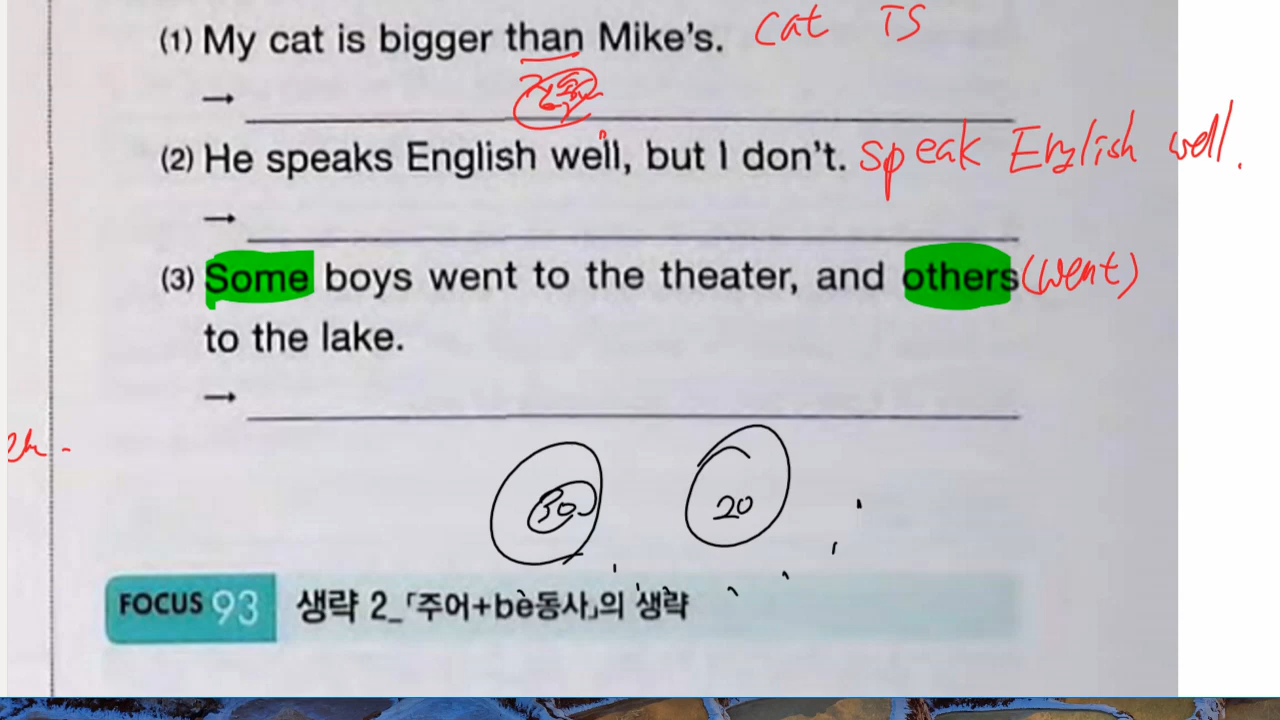 (1) My cat is bigger than Mike's. cat is
→
(2) He speaks English well, but I don't. speak English well.
→
(3) Some boys went to the theater, and others (went)
to the lake.
→
30 20
FOCUS 93 생략 2_「주어+be동사」의 생략